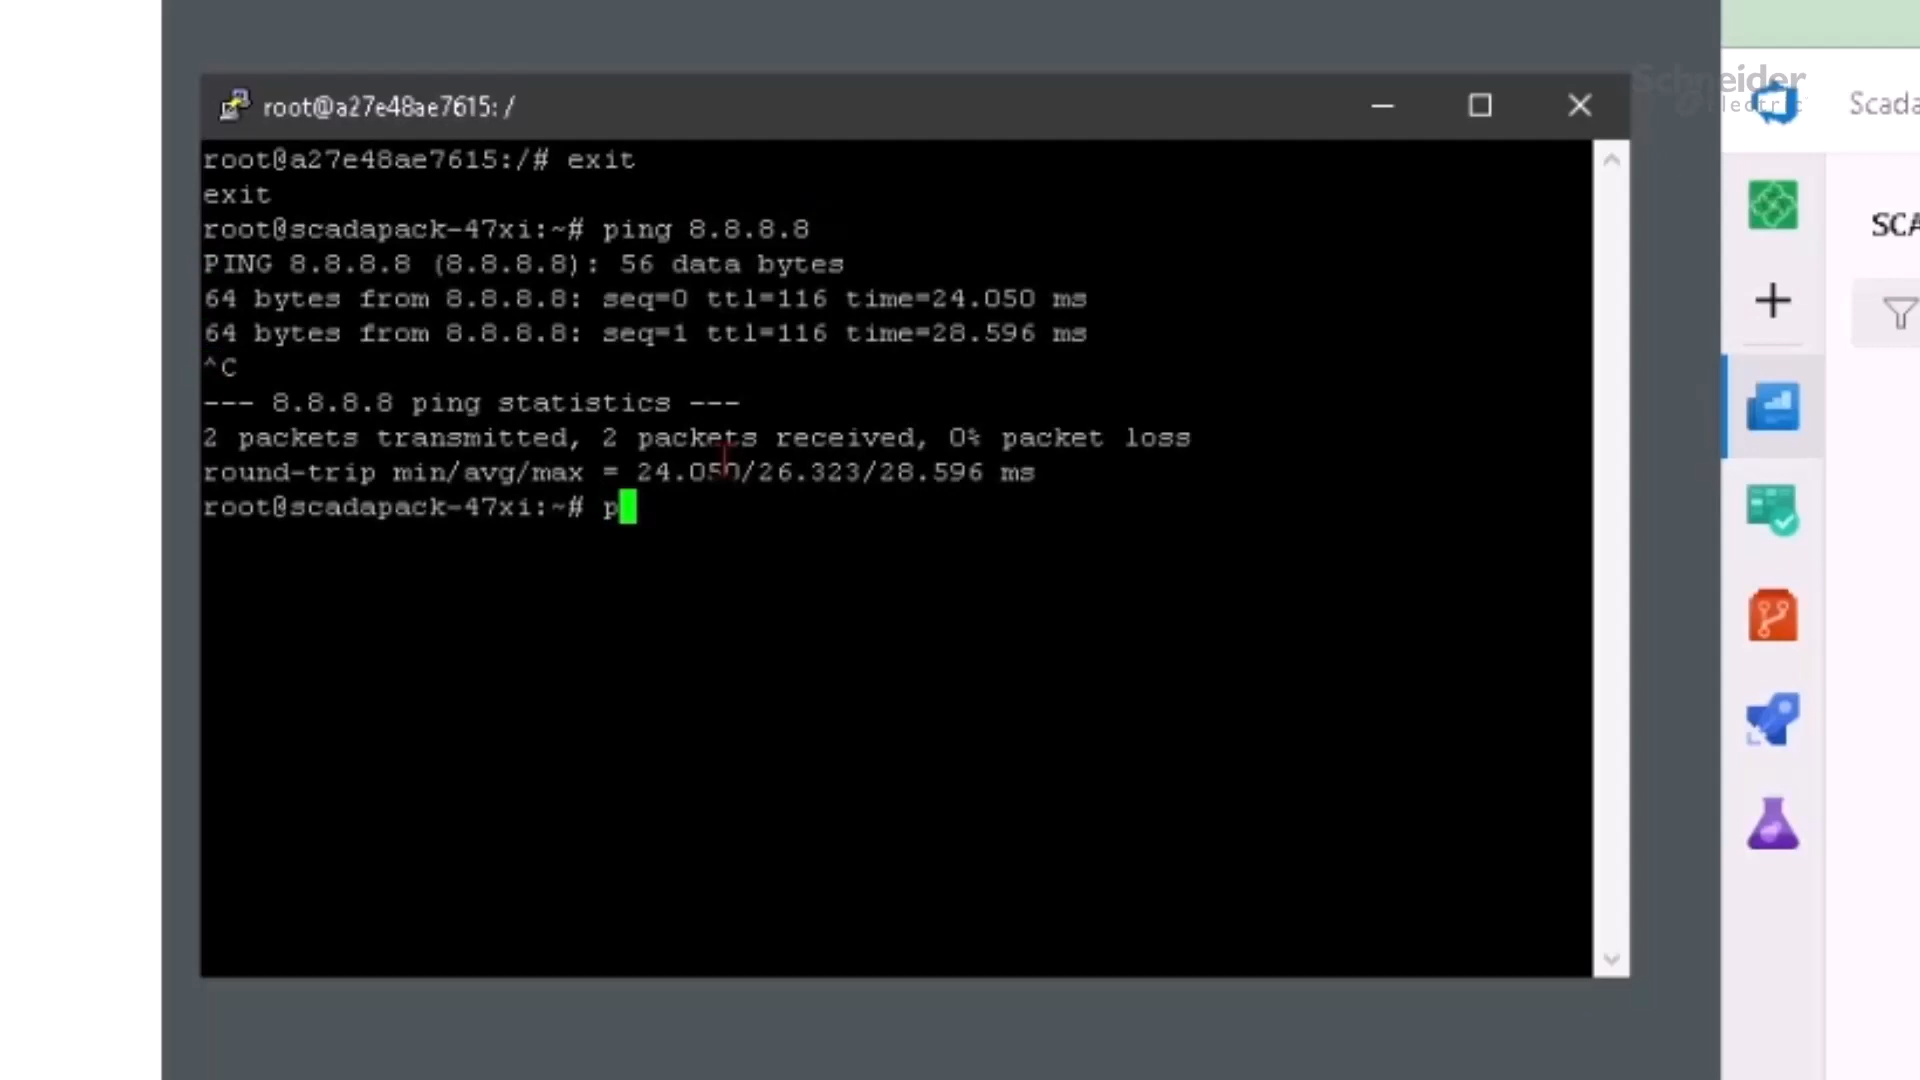 root@a27e48ae7615: /
root@a27e48ae7615:/# exit
exit
root@scadapack-47xi:~# ping 8.8.8.8
PING 8.8.8.8 (8.8.8.8): 56 data bytes
64 bytes from 8.8.8.8: seq=0 ttl=116 time=24.050 ms
64 bytes from 8.8.8.8: seq=1 ttl=116 time=28.596 ms
^C
--- 8.8.8.8 ping statistics ---
2 packets transmitted, 2 packets received, 0% packet loss
round-trip min/avg/max = 24.050/26.323/28.596 ms
root@scadapack-47xi:~# p
Schneider
Electric
Scada
SCA